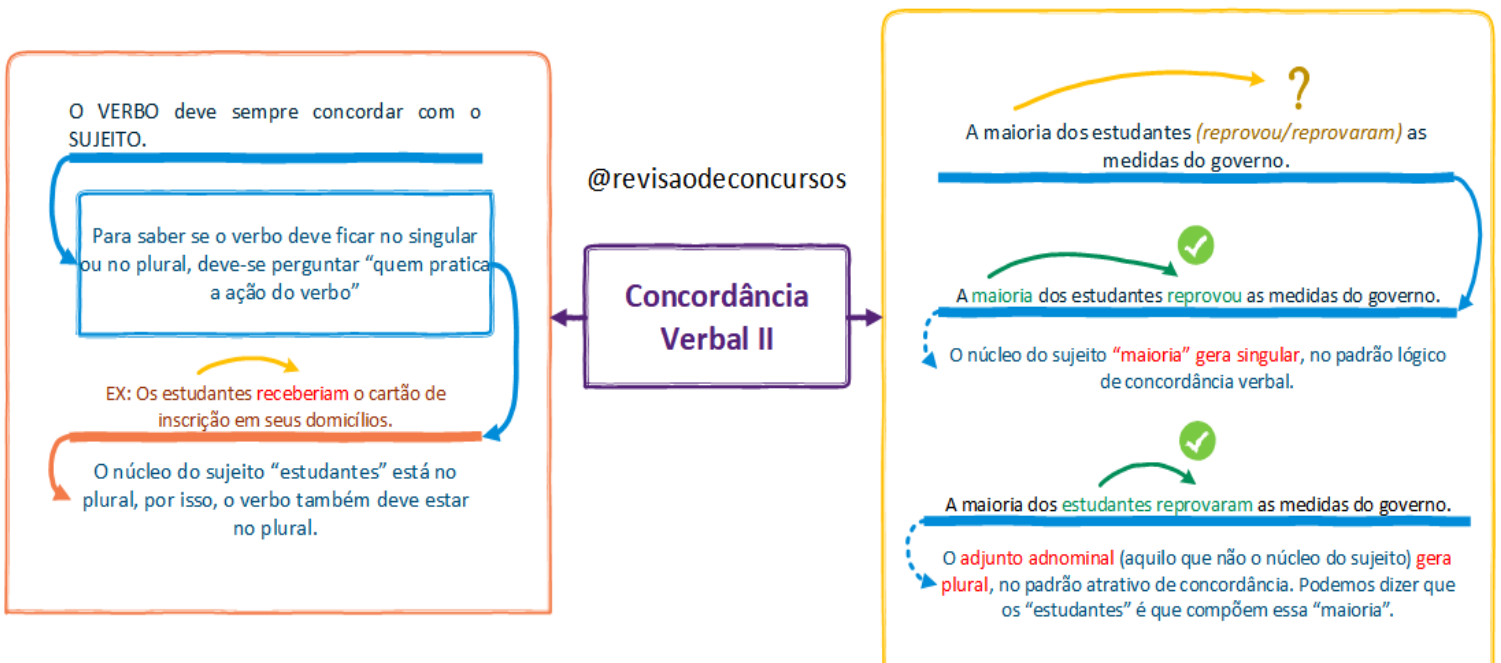 O VERBO deve sempre concordar com o
SUJEITO.
Para saber se o verbo deve ficar no singular
ou no plural, deve-se perguntar “quem pratica
a ação do verbo”
EX: Os estudantes receberiam o cartão de
inscrição em seus domicílios.
O núcleo do sujeito “estudantes” está no
plural, por isso, o verbo também deve estar
no plural.
@revisaodeconcursos
Concordância
Verbal II
?
A maioria dos estudantes (reprovou/reprovaram) as
medidas do governo.
A maioria dos estudantes reprovou as medidas do governo.
O núcleo do sujeito “maioria” gera singular, no padrão lógico
de concordância verbal.
A maioria dos estudantes reprovaram as medidas do governo.
O adjunto adnominal (aquilo que não o núcleo do sujeito) gera
plural, no padrão atrativo de concordância. Podemos dizer que
os “estudantes” é que compõem essa “maioria”.